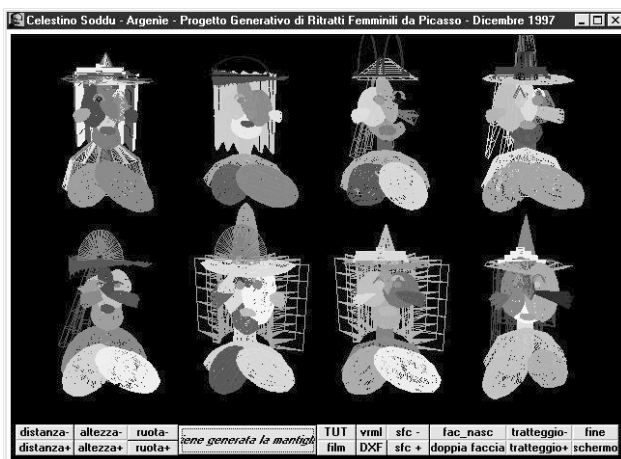 Celestino Soddu - Argenie - Progetto Generativo di Ritratti Femminili da Picasso - Dicembre 1997
distanza- altezza- ruota- TUT vrml sfc - fac_nasc tratteggio- fine
ene generata la mantigl
distanza+ altezza+ ruota+ film DXF sfc + doppia faccia tratteggio+ schermo